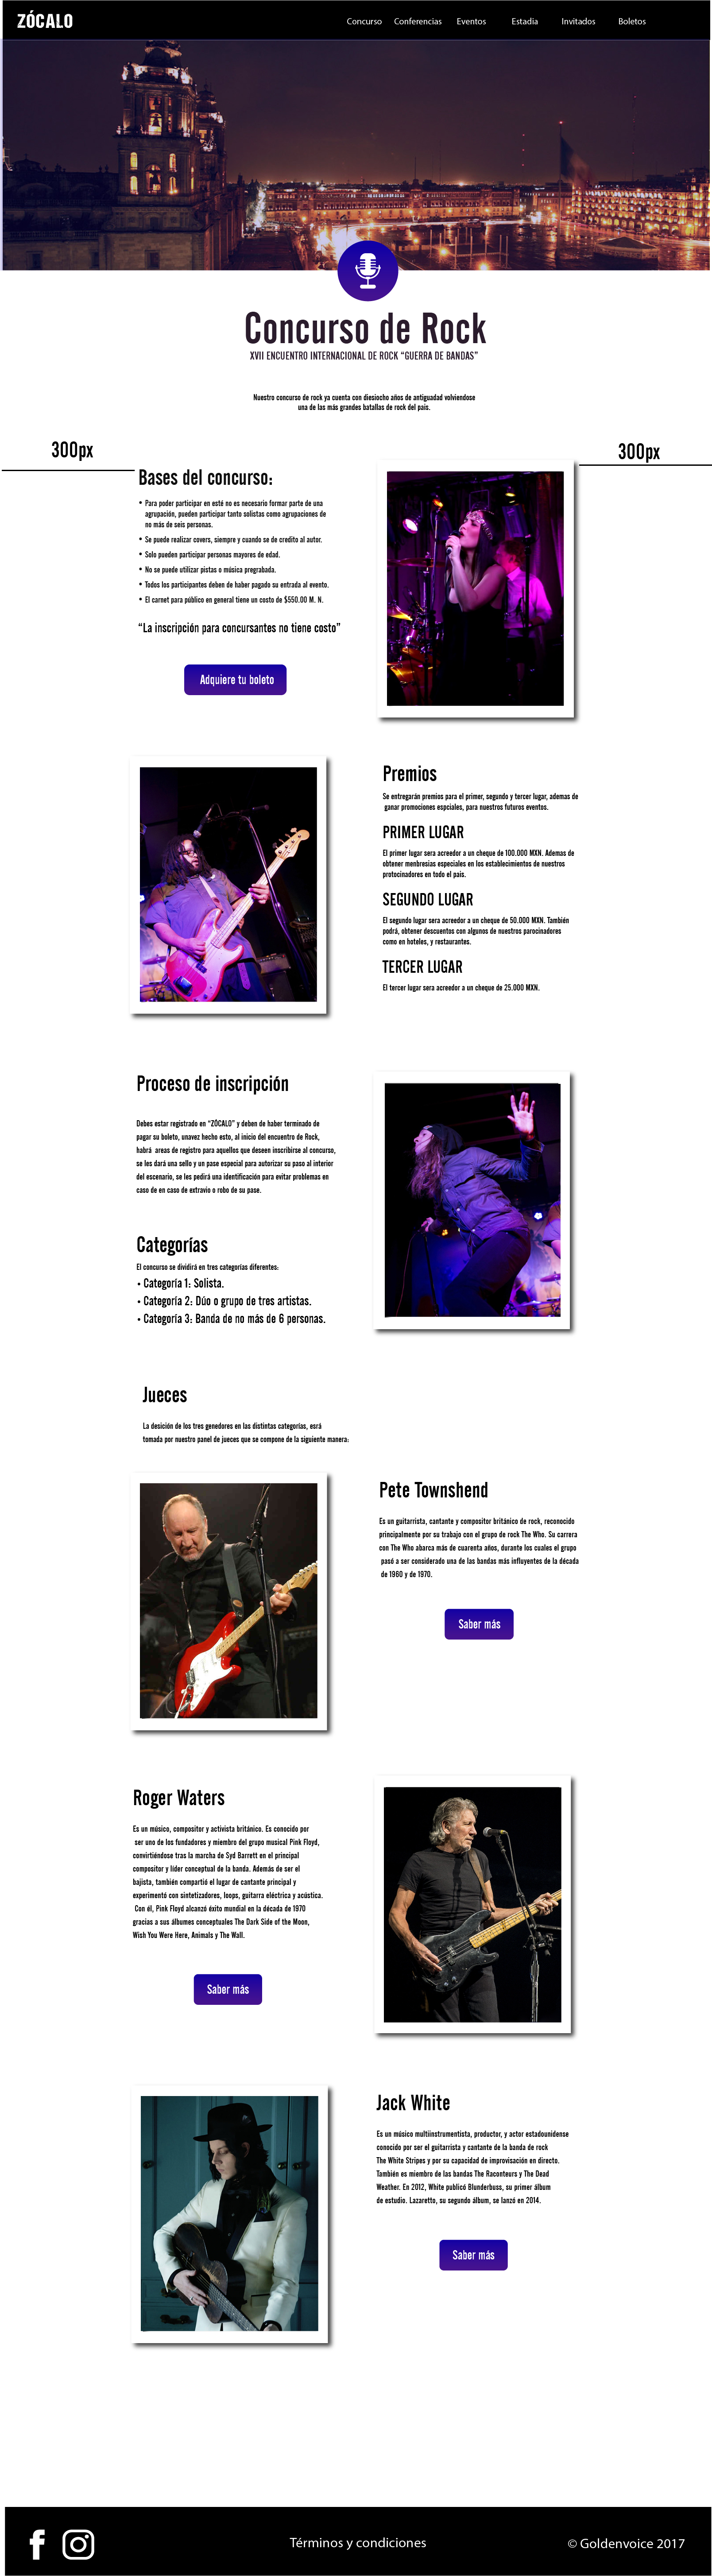 ZÓCALO
Concurso Conferencias Eventos Estadia Invitados Boletos
Concurso de Rock
XVII ENCUENTRO INTERNACIONAL DE ROCK “GUERRA DE BANDAS”
Nuestro concurso de rock ya cuenta con diesiocho años de antiguadad volviendose
una de las más grandes batallas de rock del pais.
300px
300px
Bases del concurso:
• Para poder participar en esté no es necesario formar parte de una
agrupación, pueden participar tanto solistas como agrupaciones de
no más de seis personas.
• Se puede realizar covers, siempre y cuando se de credito al autor.
• Solo pueden participar personas mayores de edad.
• No se puede utilizar pistas o música pregrabada.
• Todos los participantes deben de haber pagado su entrada al evento.
• El carnet para público en general tiene un costo de $550.00 M. N.
“La inscripción para concursantes no tiene costo”
Adquiere tu boleto
Premios
Se entregarán premios para el primer, segundo y tercer lugar, ademas de
ganar promociones espciales, para nuestros futuros eventos.
PRIMER LUGAR
El primer lugar sera acreedor a un cheque de 100.000 MXN. Ademas de
obtener menbresias especiales en los establecimientos de nuestros
protocinadores en todo el pais.
SEGUNDO LUGAR
El segundo lugar sera acreedor a un cheque de 50.000 MXN. También
podrá, obtener descuentos con algunos de nuestros parocinadores
como en hoteles, y restaurantes.
TERCER LUGAR
El tercer lugar sera acreedor a un cheque de 25.000 MXN.
Proceso de inscripción
Debes estar registrado en “ZÓCALO” y deben de haber terminado de
pagar su boleto, unavez hecho esto, al inicio del encuentro de Rock,
habrá areas de registro para aquellos que deseen inscribirse al concurso,
se les dará una sello y un pase especial para autorizar su paso al interior
del escenario, se les pedirá una identificación para evitar problemas en
caso de en caso de extravio o robo de su pase.
Categorías
El concurso se dividirá en tres categorías diferentes:
• Categoría 1: Solista.
• Categoría 2: Dúo o grupo de tres artistas.
• Categoría 3: Banda de no más de 6 personas.
Jueces
La desición de los tres genedores en las distintas categorías, esrá
tomada por nuestro panel de jueces que se compone de la siguiente manera:
Pete Townshend
Es un guitarrista, cantante y compositor británico de rock, reconocido
principalmente por su trabajo con el grupo de rock The Who. Su carrera
con The Who abarca más de cuarenta años, durante los cuales el grupo
pasó a ser considerado una de las bandas más influyentes de la década
de 1960 y de 1970.
Saber más
Roger Waters
Es un músico, compositor y activista británico. Es conocido por
ser uno de los fundadores y miembro del grupo musical Pink Floyd,
convirtiéndose tras la marcha de Syd Barrett en el principal
compositor y líder conceptual de la banda. Además de ser el
bajista, también compartió el lugar de cantante principal y
experimentó con sintetizadores, loops, guitarra eléctrica y acústica.
Con él, Pink Floyd alcanzó éxito mundial en la década de 1970
gracias a sus álbumes conceptuales The Dark Side of the Moon,
Wish You Were Here, Animals y The Wall.
Saber más
Jack White
Es un músico multiinstrumentista, productor, y actor estadounidense
conocido por ser el guitarrista y cantante de la banda de rock
The White Stripes y por su capacidad de improvisación en directo.
También es miembro de las bandas The Raconteurs y The Dead
Weather. En 2012, White publicó Blunderbuss, su primer álbum
de estudio. Lazaretto, su segundo álbum, se lanzó en 2014.
Saber más
Términos y condiciones
© Goldenvoice 2017